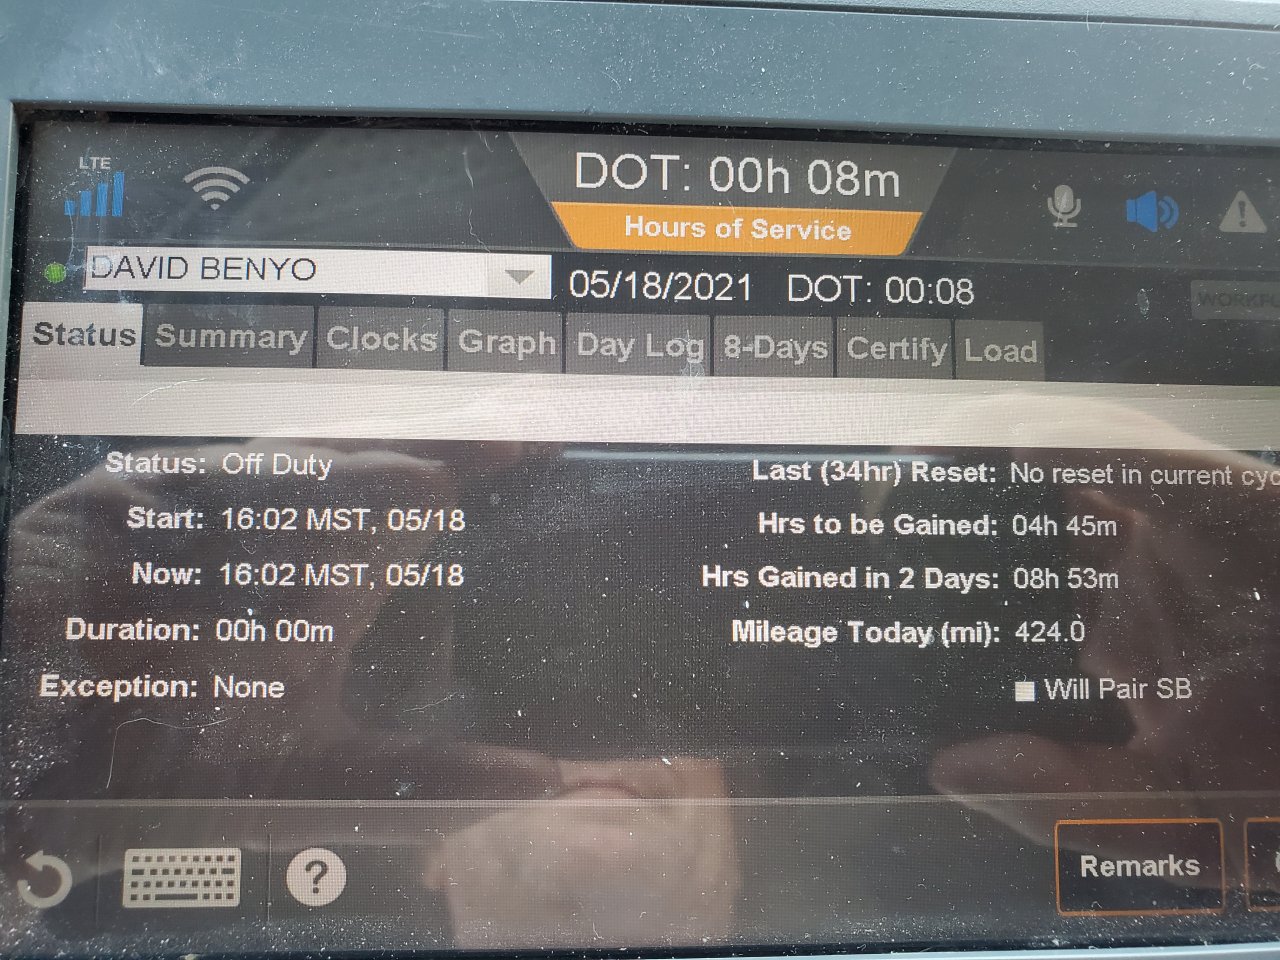 LTE
DOT: 00h 08m
Hours of Service
DAVID BENYO
05/18/2021 DOT: 00:08
Status Summary Clocks Graph Day Log 8-Days Certify Load
Status: Off Duty
Last (34hr) Reset: No reset in current cyc
Start: 16:02 MST, 05/18
Hrs to be Gained: 04h 45m
Now: 16:02 MST, 05/18
Hrs Gained in 2 Days: 08h 53m
Duration: 00h 00m
Mileage Today (mi): 424.0
Exception: None
Will Pair SB
?
Remarks